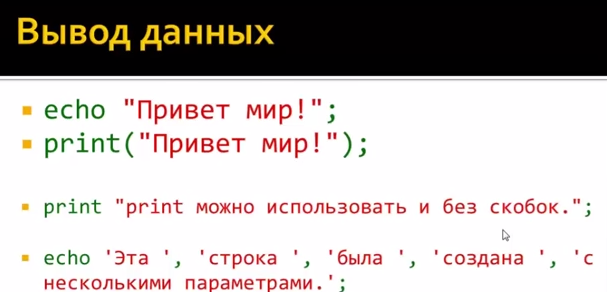 Вывод данных
echo "Привет мир!";
print("Привет мир!");
print "print можно использовать и без скобок.";
echo 'Эта ', 'строка ', 'была ', 'создана ', 'с
несколькими параметрами.';